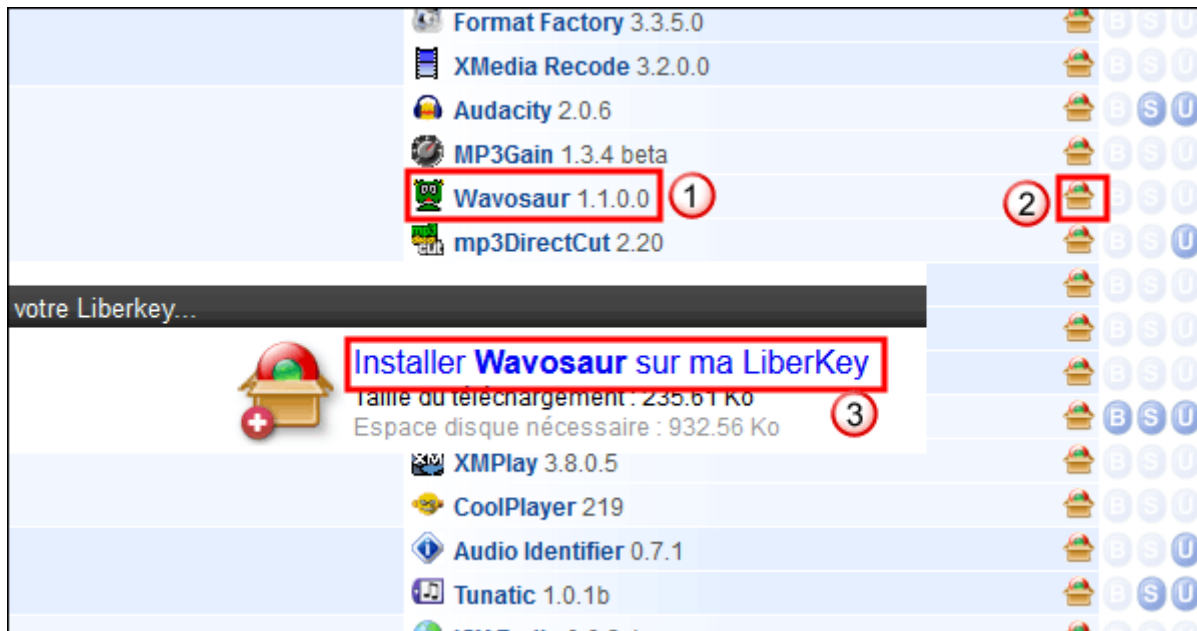 Format Factory 3.3.5.0
B S U
XMedia Recode 3.2.0.0
B S U
Audacity 2.0.6
B S U
MP3Gain 1.3.4 beta
B S U
Wavosaur 1.1.0.0 1
2 S U
mp3DirectCut 2.20
B S U
B S U
votre Liberkey...
B S U
Installer Wavosaur sur ma LiberKey
B S U
Taille du téléchargement : 235.61 Ko
3
B S U
Espace disque nécessaire : 932.56 Ko
XMPlay 3.8.0.5
B S U
CoolPlayer 219
B S U
Audio Identifier 0.7.1
B S U
Tunatic 1.0.1b
B S U